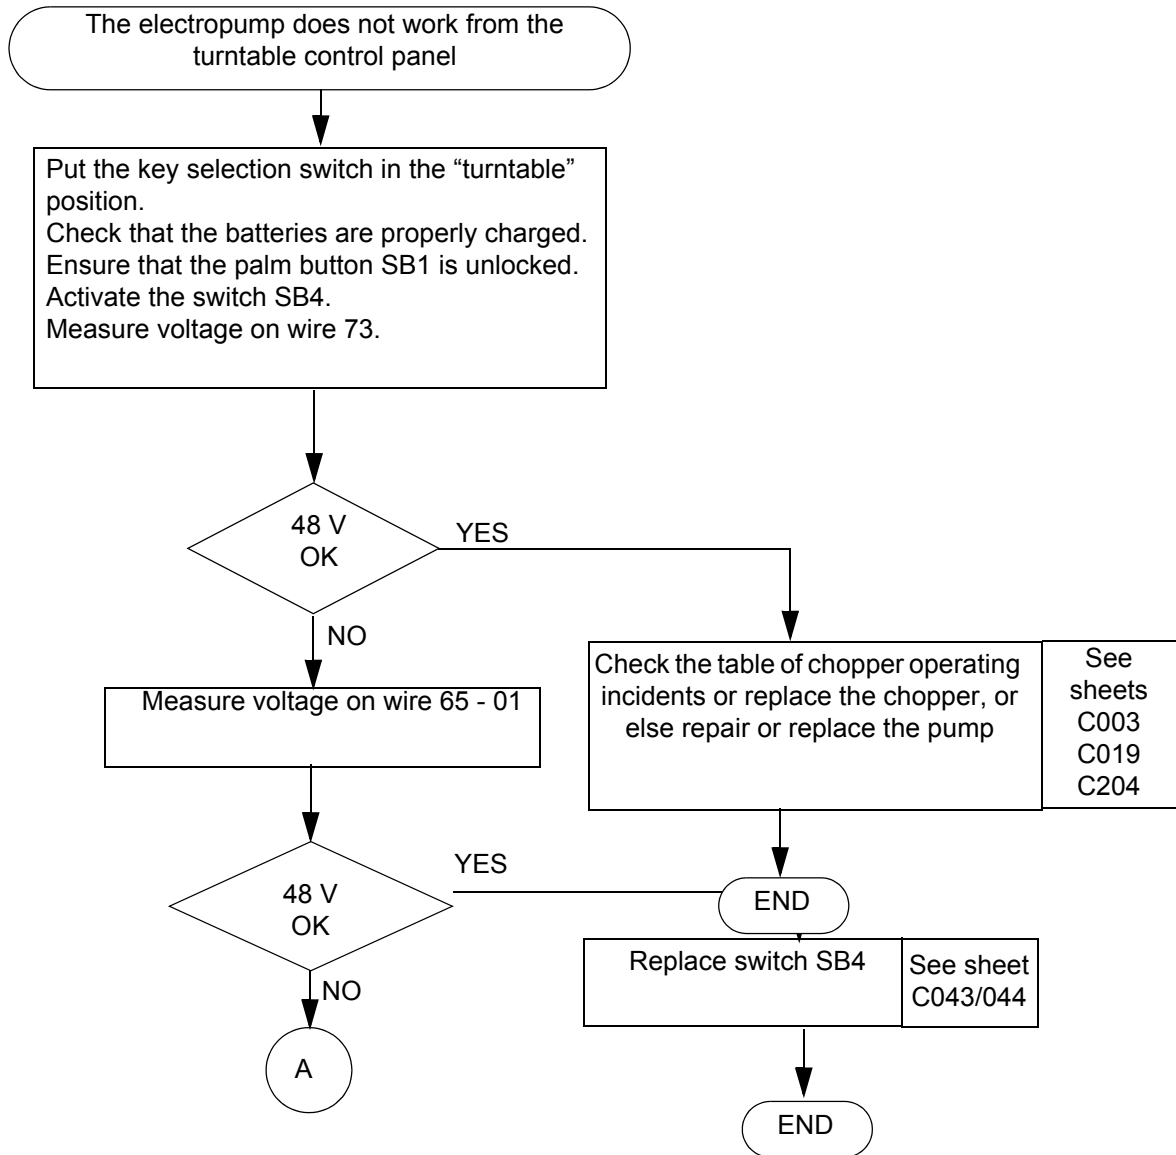 The electropump does not work from the
turntable control panel
Put the key selection switch in the “turntable”
position.
Check that the batteries are properly charged.
Ensure that the palm button SB1 is unlocked.
Activate the switch SB4.
Measure voltage on wire 73.
48 V
OK
YES
NO
Measure voltage on wire 65 - 01
Check the table of chopper operating
incidents or replace the chopper, or
else repair or replace the pump
See
sheets
C003
C019
C204
48 V
OK
YES
END
NO
Replace switch SB4
See sheet
C043/044
A
END